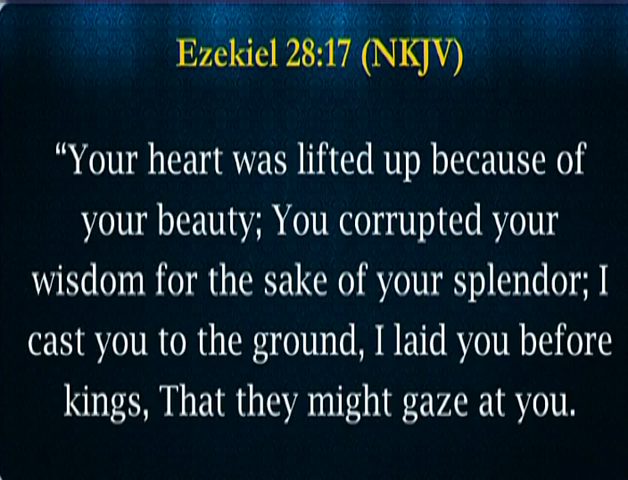 Ezekiel 28:17 (NKJV)
“Your heart was lifted up because of
your beauty; You corrupted your
wisdom for the sake of your splendor; I
cast you to the ground, I laid you before
kings, That they might gaze at you.